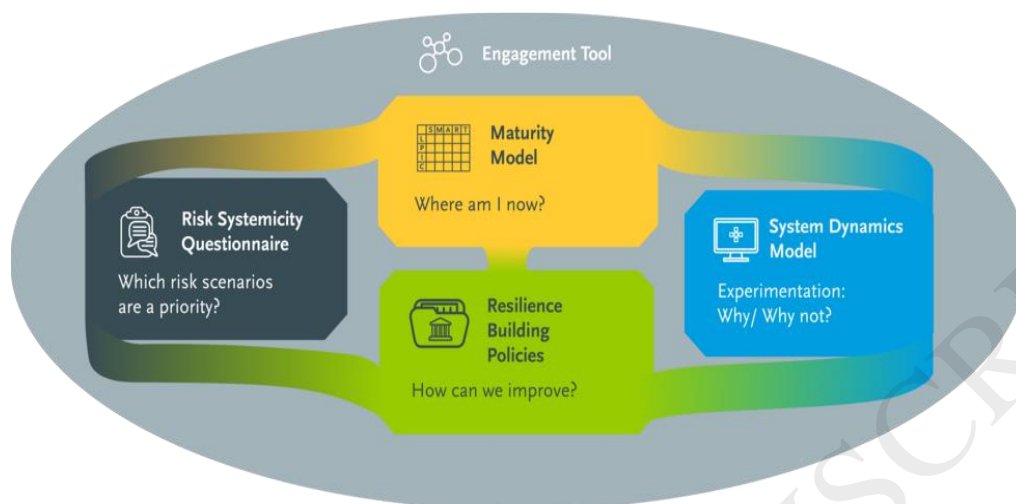 Engagement Tool
S M A R T
L
P
I
C
Maturity
Model
Where am I now?
Risk Systemicity
Questionnaire
Which risk scenarios
are a priority?
System Dynamics
Model
Experimentation:
Why/ Why not?
Resilience
Building
Policies
How can we improve?
SCR